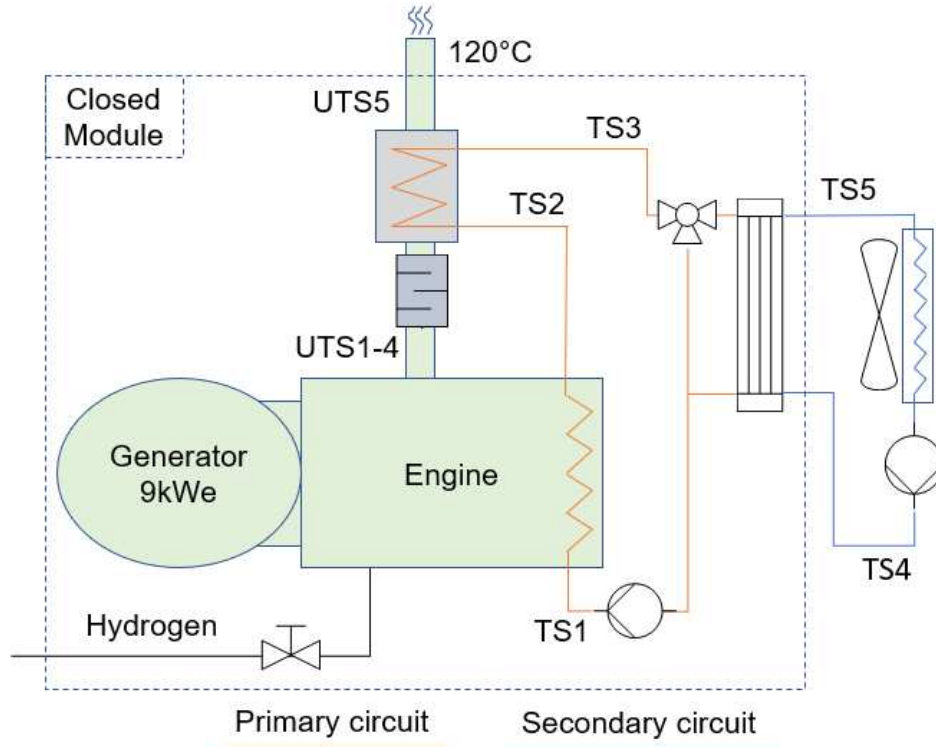 120°C
Closed
Module
UTS5
TS3
TS5
TS2
UTS1-4
Generator
9kWe
Engine
TS4
Hydrogen
TS1
Primary circuit
Secondary circuit